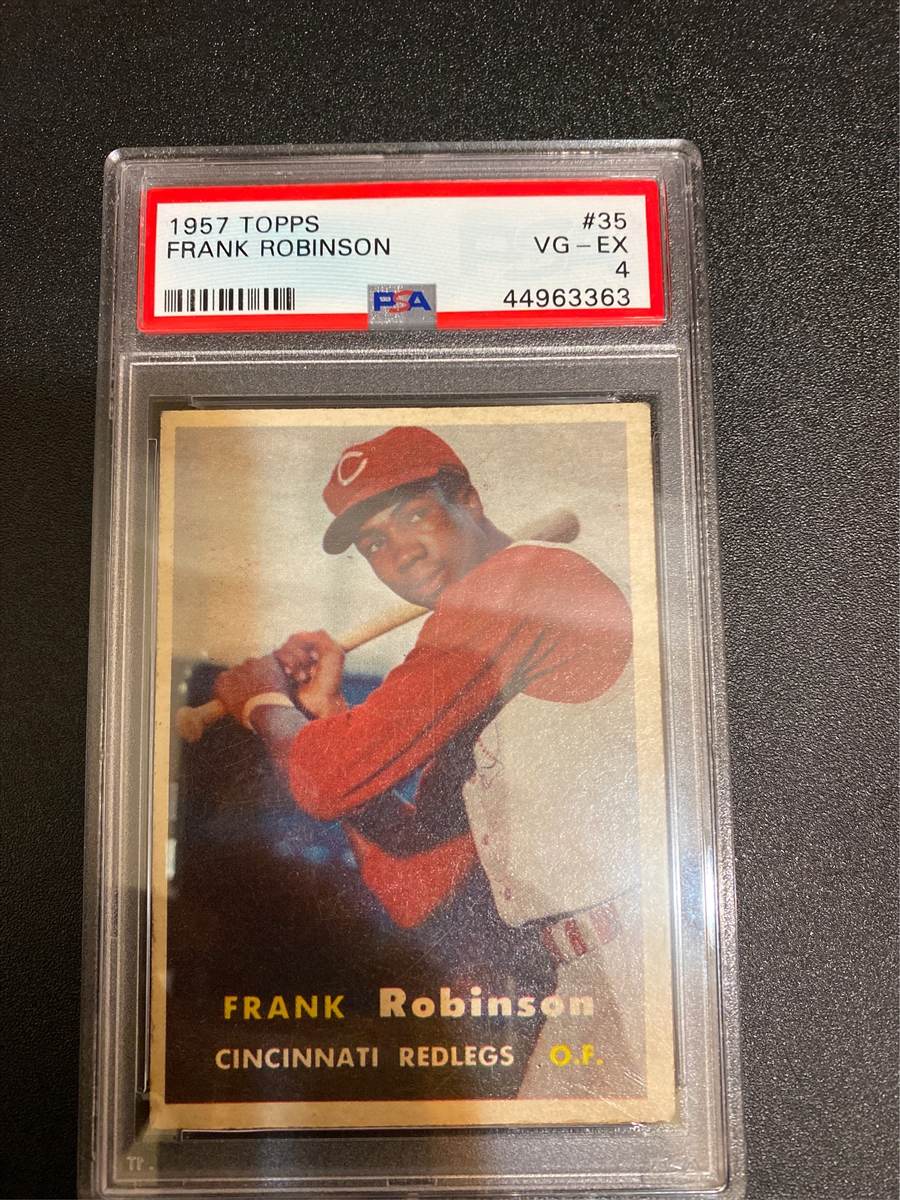 1957 TOPPS #35
FRANK ROBINSON VG – EX
4
PSA 44963363
C
FRANK Robinson
CINCINNATI REDLEGS O.F.